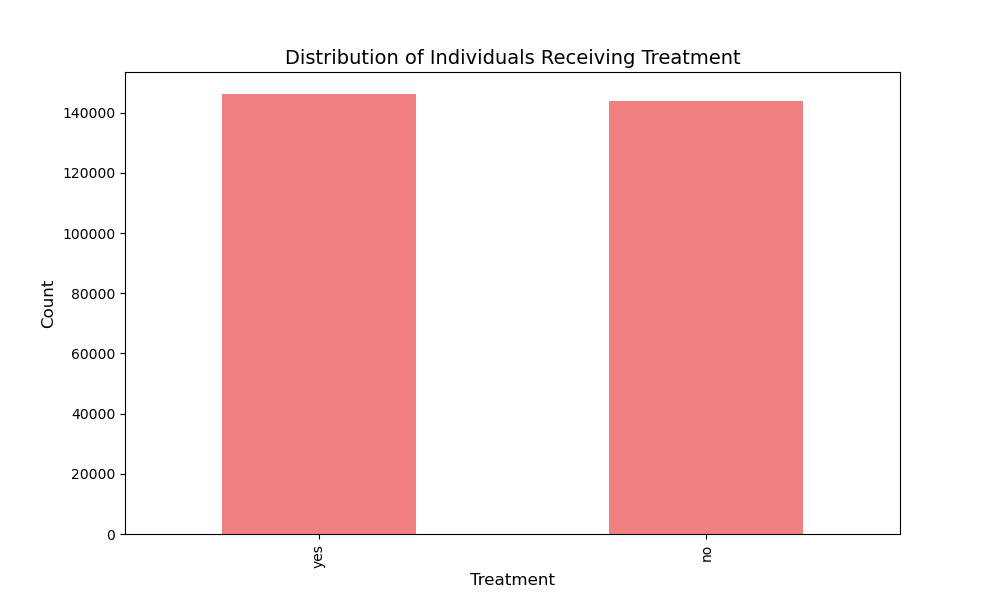 Distribution of Individuals Receiving Treatment
140000
120000
100000
80000
60000
40000
20000
0
Count
yes
no
Treatment